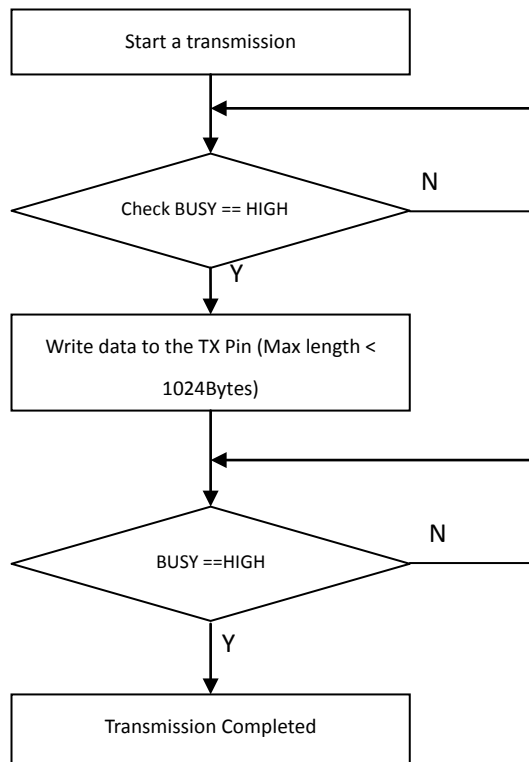 Start a transmission
N
Check BUSY == HIGH
Y
Write data to the TX Pin (Max length <
1024Bytes)
N
BUSY ==HIGH
Y
Transmission Completed